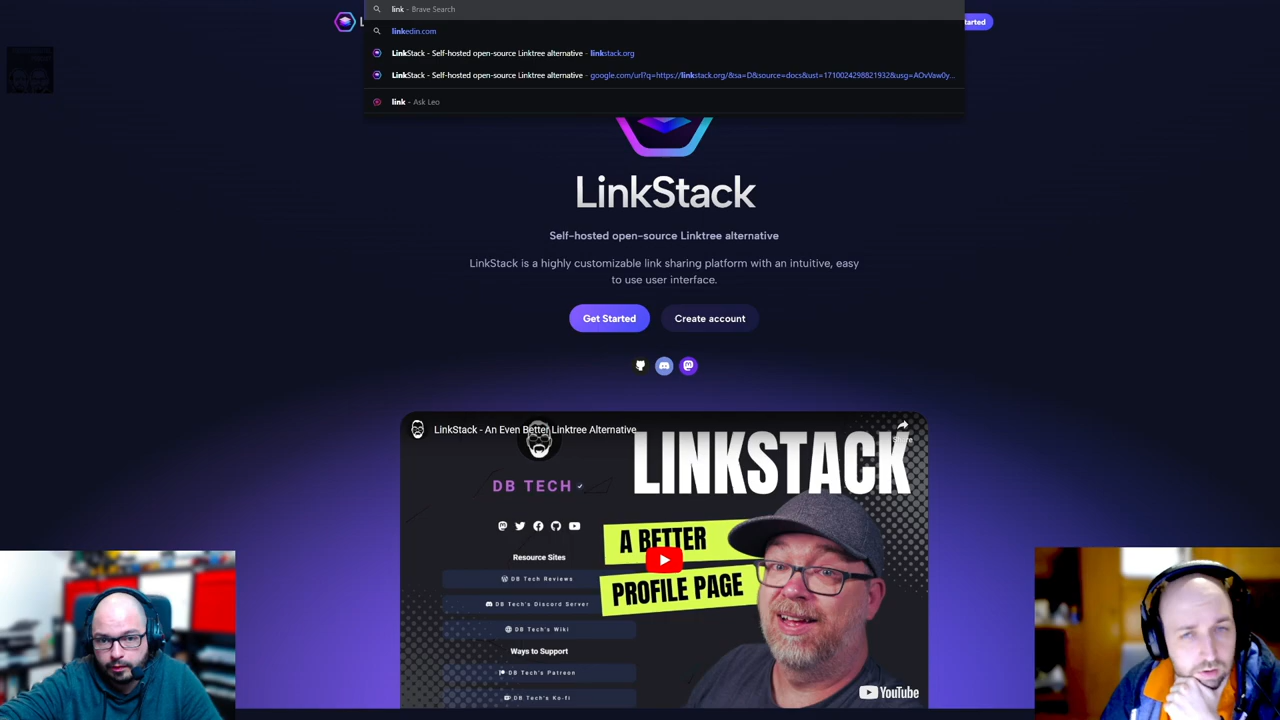 link - Brave Search
linkedin.com
LinkStack - Self-hosted open-source Linktree alternative - linkstack.org
LinkStack - Self-hosted open-source Linktree alternative - google.com/url?q=https://linkstack.org/&sa=D&source=docs&ust=1710024298821932&usg=AOvVaw0y...
link - Ask Leo
LinkStack
Self-hosted open-source Linktree alternative
LinkStack is a highly customizable link sharing platform with an intuitive, easy
to use user interface.
Get Started
Create account
LinkStack - An Even Better Linktree Alternative
Share
LINKSTACK
A BETTER
PROFILE PAGE
DB TECH
Resource Sites
DB Tech Reviews
DB Tech's Discord Server
DB Tech's Wiki
Ways to Support
DB Tech's Patreon
DB Tech's Ko-fi
YouTube